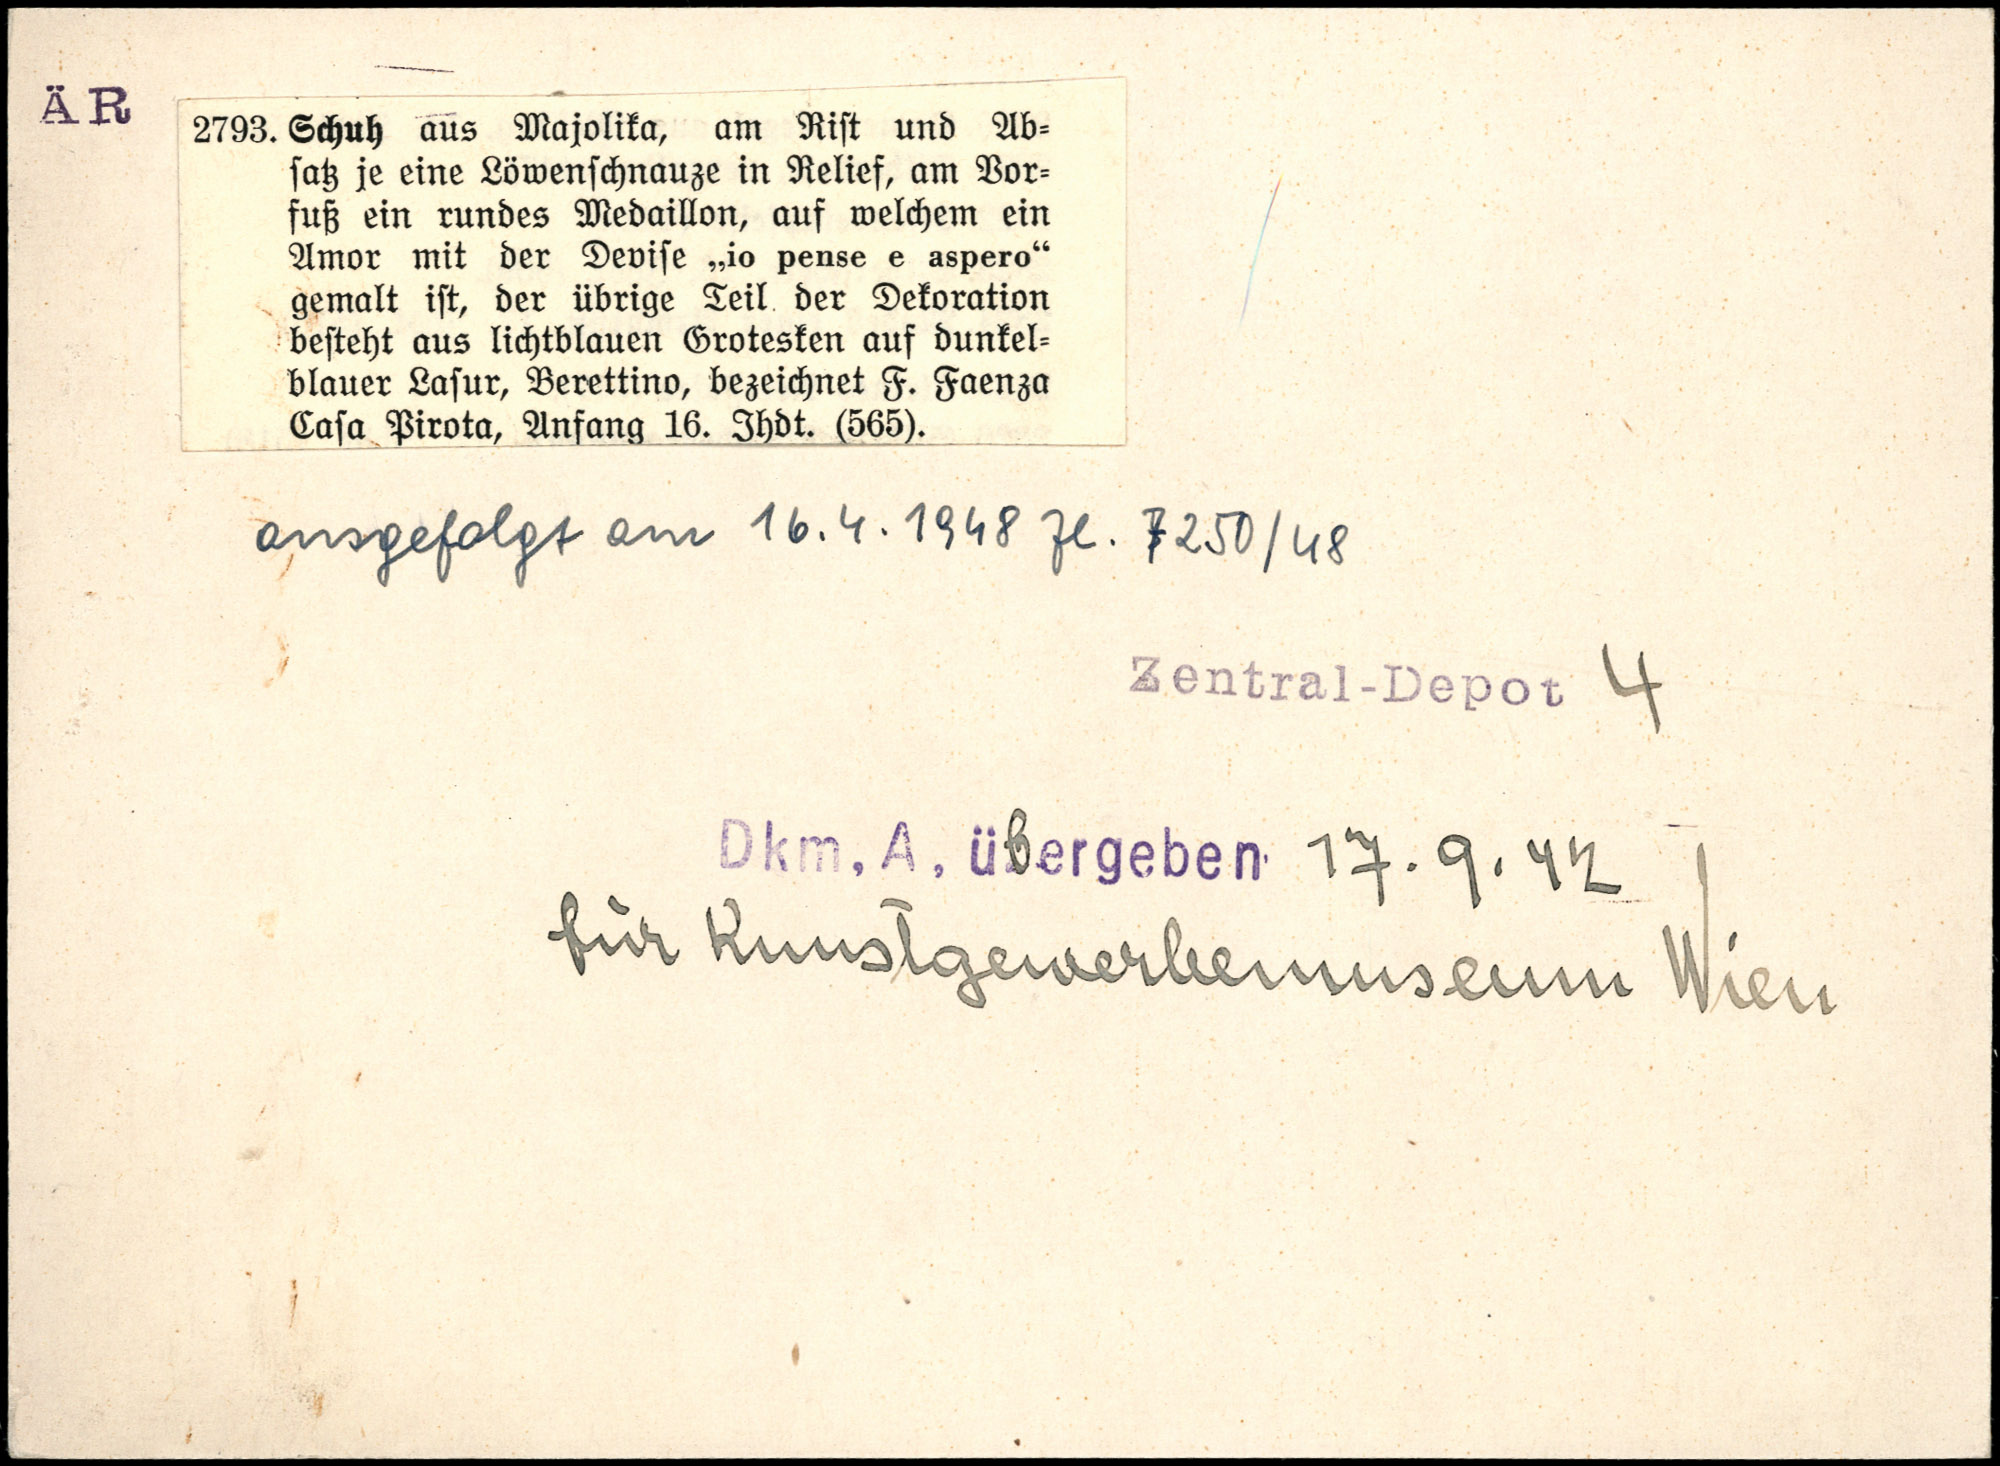 ÄR
2793. Schuh aus Majolika, am Rist und Ab-
satz je eine Löwenschnauze in Relief, am Vor-
fuß ein rundes Medaillon, auf welchem ein
Amor mit der Devise „io pense e aspero“
gemalt ist, der übrige Teil der Dekoration
besteht aus lichtblauen Grotesken auf dunkel-
blauer Lasur, Berettino, bezeichnet F. Faenza
Casa Pirota, Anfang 16. Jhdt. (565).
ausgefolgt am 16.4.1948 Zl. 7250/48
Zentral-Depot 4
Dkm, A, übergeben 17.9.42
für Kunstgewerbemuseum Wien